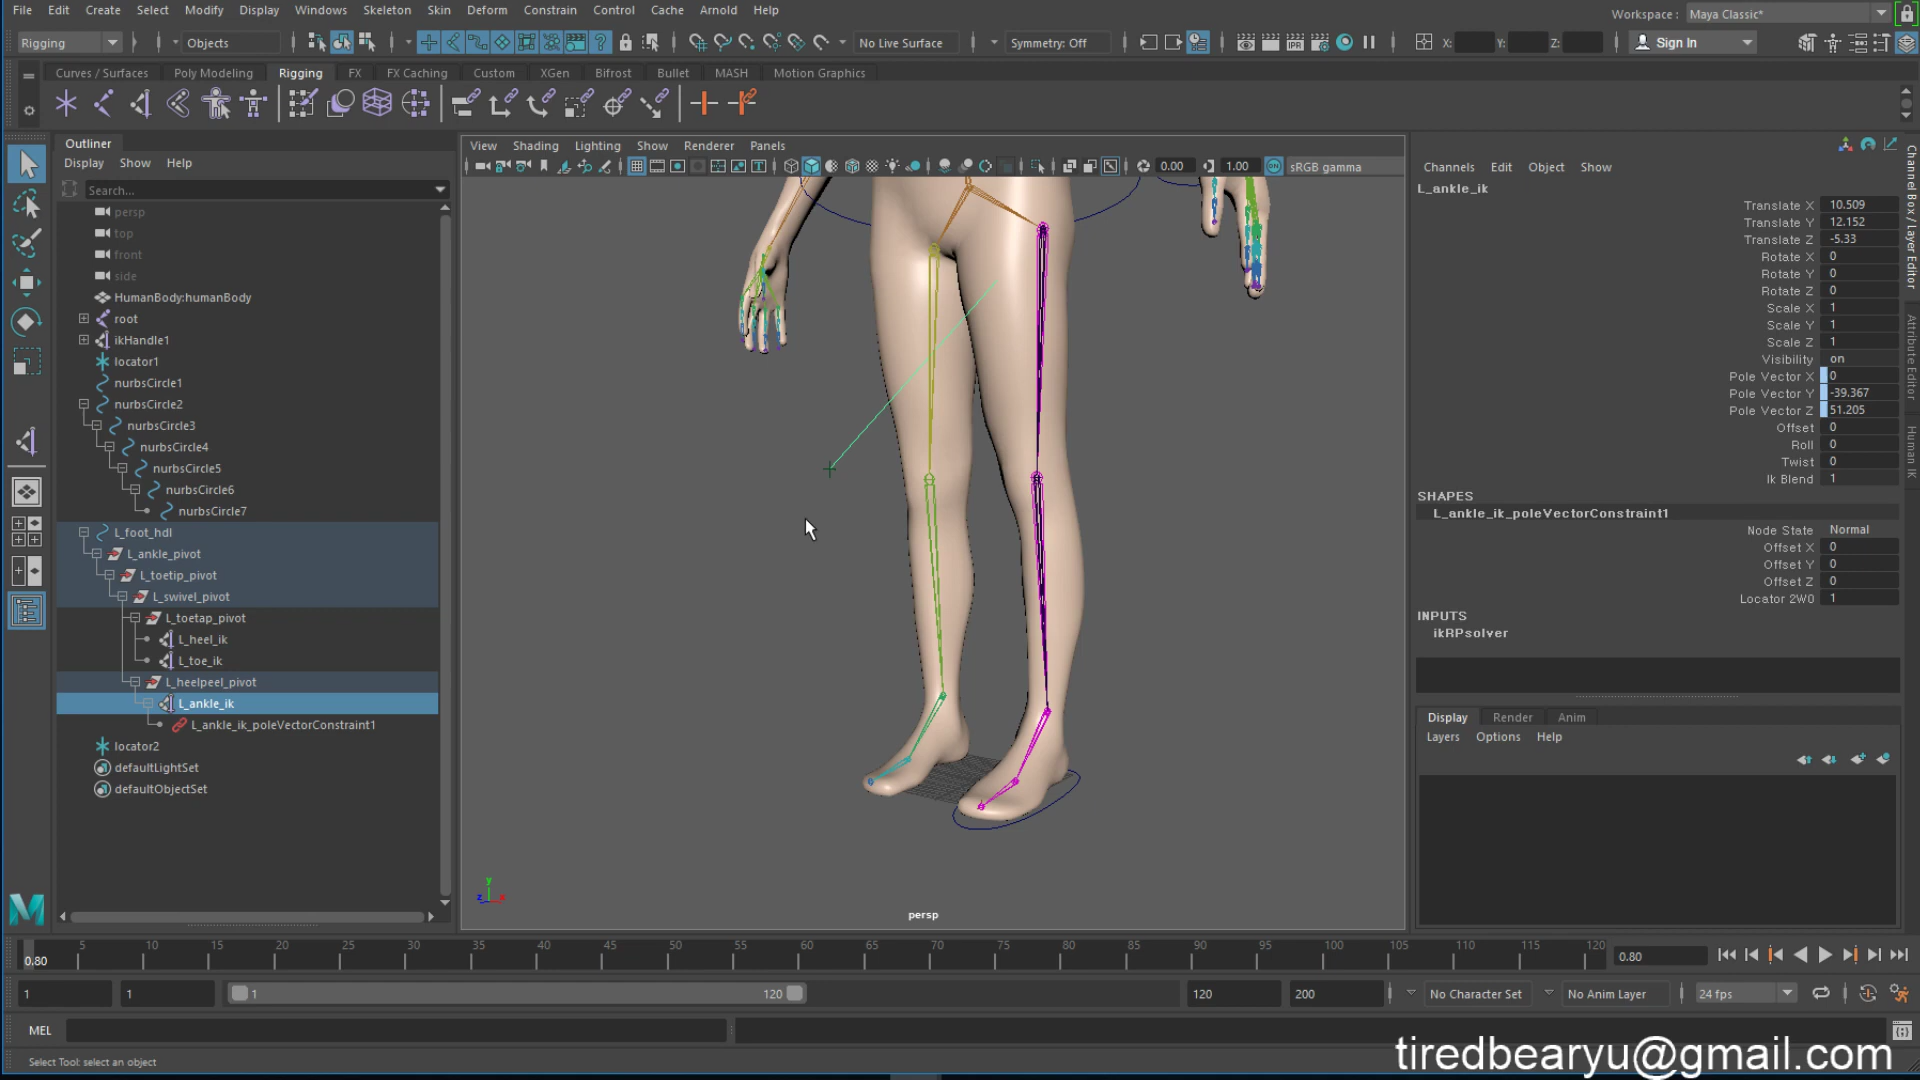 File Edit Create Select Modify Display Windows Skeleton Skin Deform Constrain Control Cache Arnold Help
Workspace : Maya Classic*
Rigging Objects No Live Surface Symmetry: Off X: Y: Z: Sign In
Curves / Surfaces Poly Modeling Rigging FX FX Caching Custom XGen Bifrost Bullet MASH Motion Graphics
Outliner
Display Show Help
Search...
persp
top
front
side
HumanBody:humanBody
root
ikHandle1
locator1
nurbsCircle1
nurbsCircle2
nurbsCircle3
nurbsCircle4
nurbsCircle5
nurbsCircle6
nurbsCircle7
L_foot_hdl
L_ankle_pivot
L_toetip_pivot
L_swivel_pivot
L_toetap_pivot
L_heel_ik
L_toe_ik
L_heelpeel_pivot
L_ankle_ik
L_ankle_ik_poleVectorConstraint1
locator2
defaultLightSet
defaultObjectSet
View Shading Lighting Show Renderer Panels
IPR
0.00 1.00 ON sRGB gamma
y
z x
persp
Channels Edit Object Show
L_ankle_ik
Translate X 10.509
Translate Y 12.152
Translate Z -5.33
Rotate X 0
Rotate Y 0
Rotate Z 0
Scale X 1
Scale Y 1
Scale Z 1
Visibility on
Pole Vector X 0
Pole Vector Y -39.367
Pole Vector Z 51.205
Offset 0
Roll 0
Twist 0
Ik Blend 1
SHAPES
L_ankle_ik_poleVectorConstraint1
Node State Normal
Offset X 0
Offset Y 0
Offset Z 0
Locator 2W0 1
INPUTS
ikRPsolver
Display Render Anim
Layers Options Help
Channel Box / Layer Editor
Attribute Editor
Human IK
5 10 15 20 25 30 35 40 45 50 55 60 65 70 75 80 85 90 95 100 105 110 115 120
0.80 0.80
1 1 1 120 120 200 No Character Set No Anim Layer 24 fps
MEL
Select Tool: select an object
tiredbearyu@gmail.com